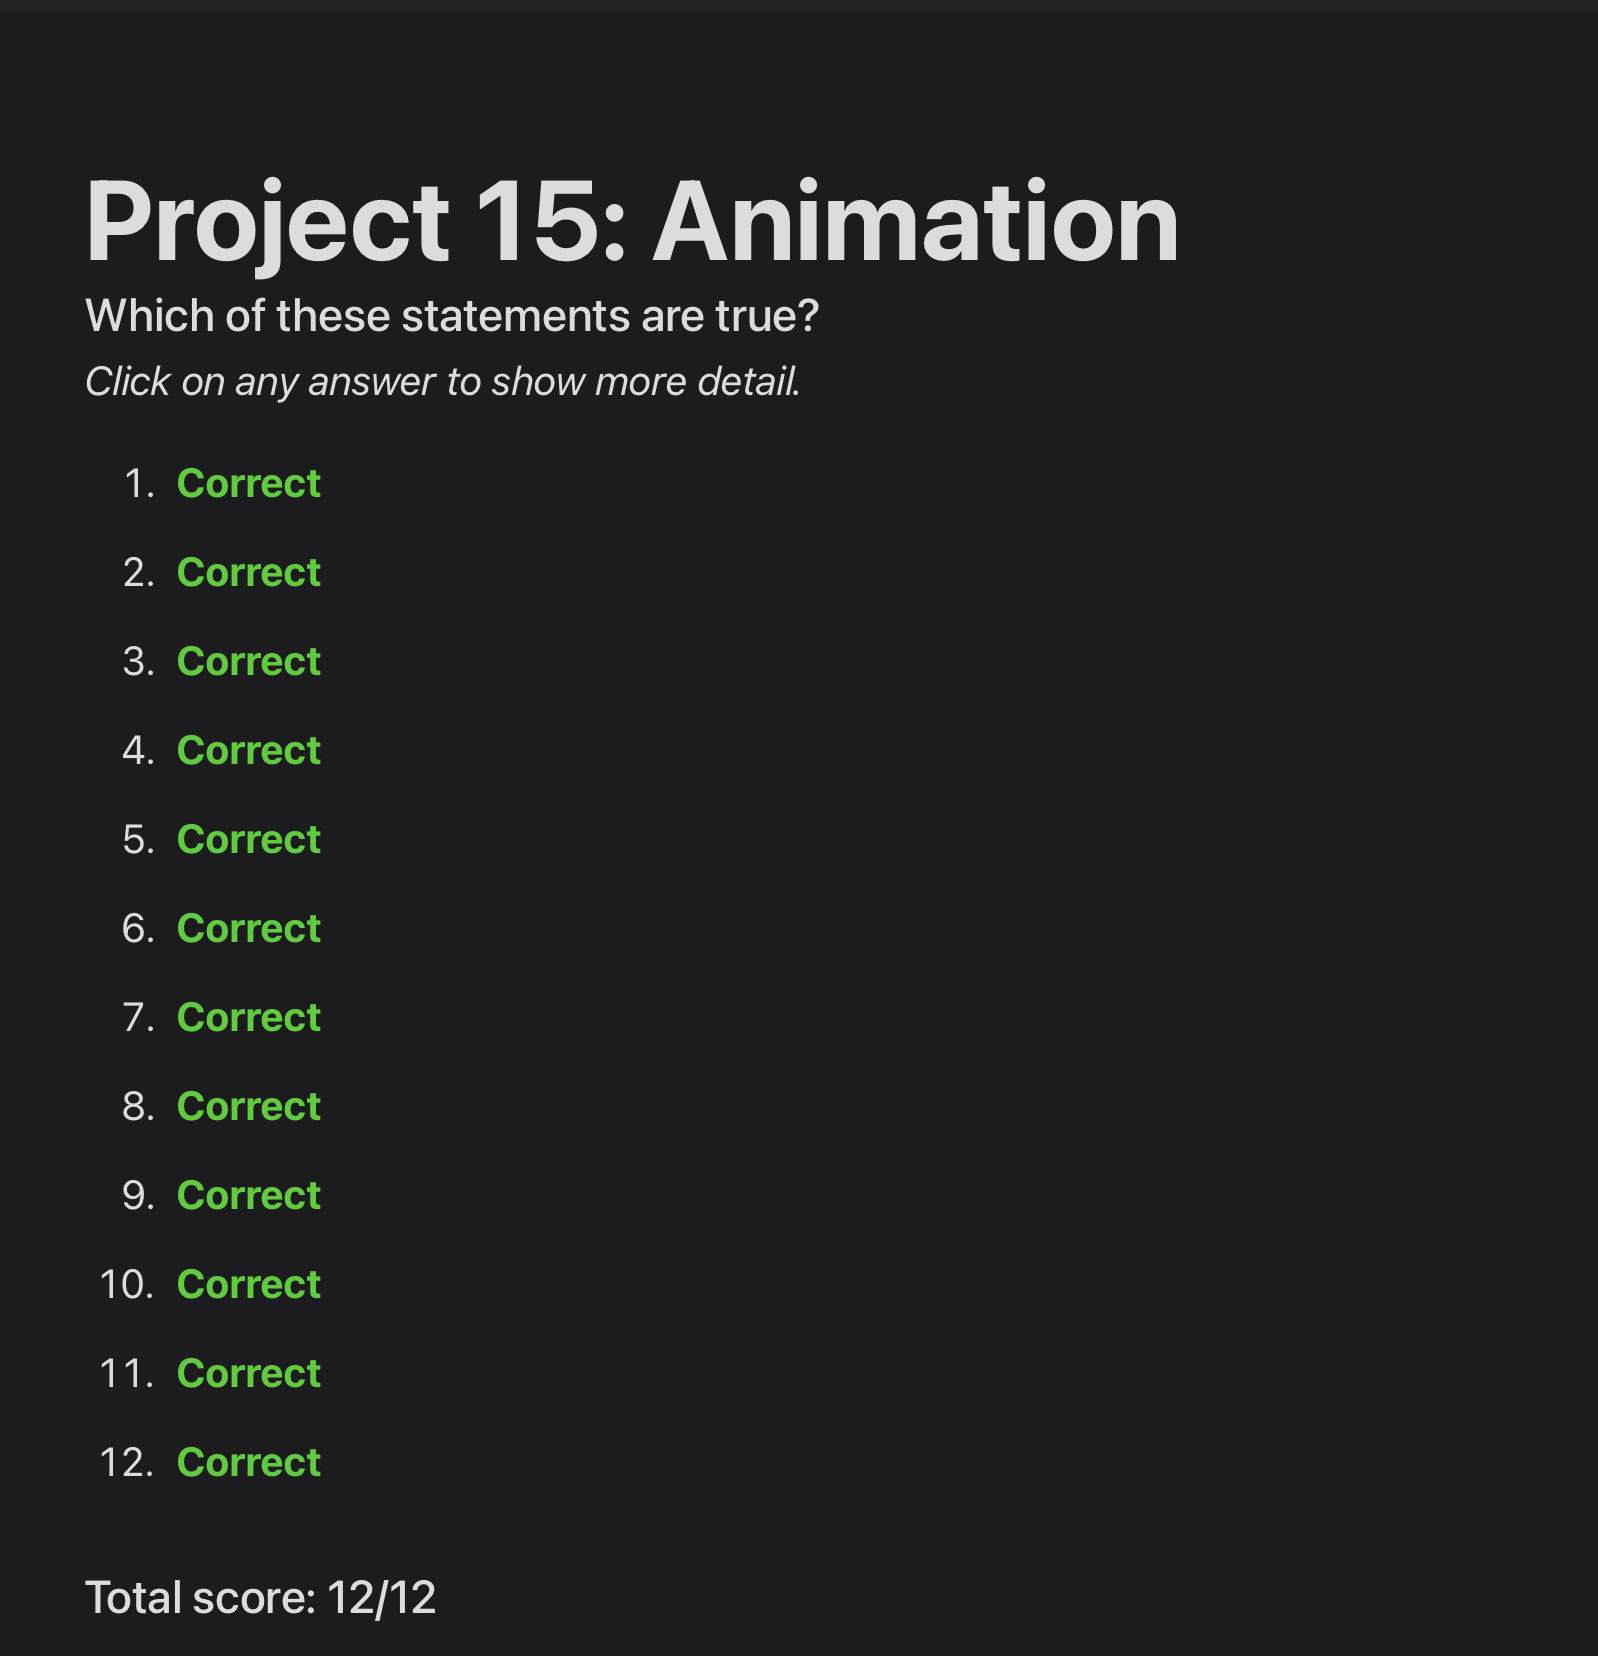 Project 15: Animation
Which of these statements are true?
Click on any answer to show more detail.
1. Correct
2. Correct
3. Correct
4. Correct
5. Correct
6. Correct
7. Correct
8. Correct
9. Correct
10. Correct
11. Correct
12. Correct
Total score: 12/12